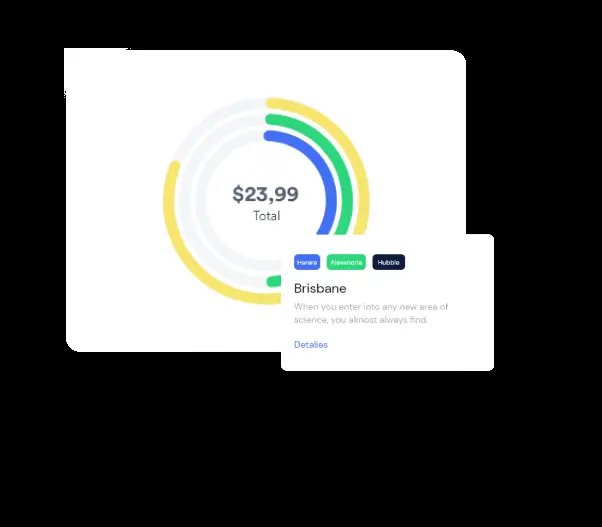 $23,99
Total
Harare Alexandria Hubble
Brisbane
When you enter into any new area of
science, you almost always find.
Detalies